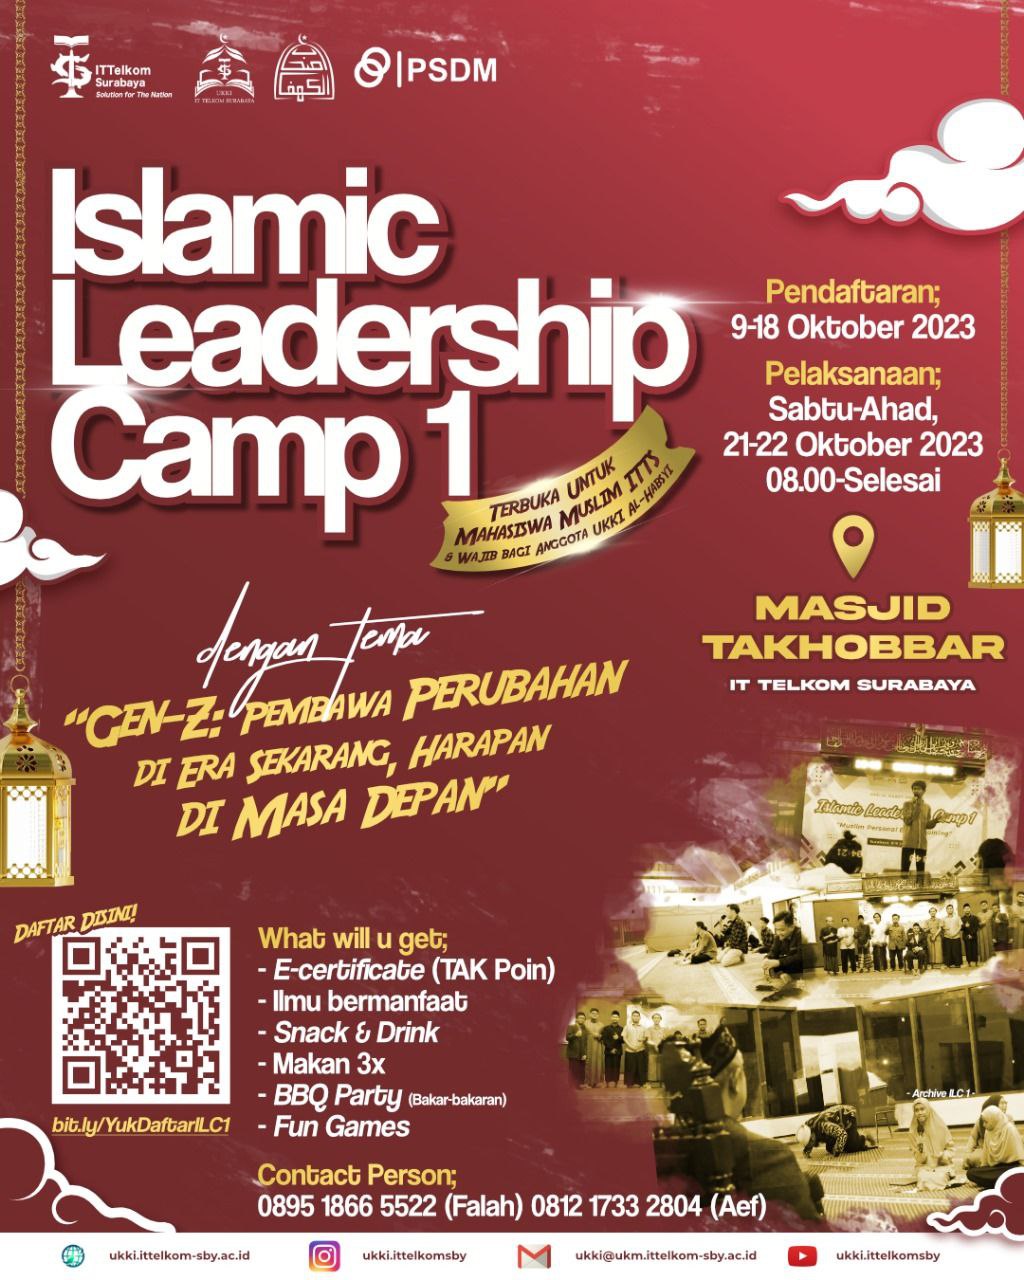 ITTelkom
Surabaya
Solution for The Nation
UKKI
IT TELKOM SURABAYA
PSDM
Islamic
Leadership
Camp 1
TERBUKA UNTUK
MAHASISWA MUSLIM ITTS
& WAJIB BAGI ANGGOTA UKKI AL-HABSYI
Pendaftaran;
9-18 Oktober 2023
Pelaksanaan;
Sabtu-Ahad,
21-22 Oktober 2023
08.00-Selesai
MASJID
TAKHOBBAR
IT TELKOM SURABAYA
dengan tema
"GEN-Z: PEMBAWA PERUBAHAN
DI ERA SEKARANG, HARAPAN
DI MASA DEPAN"
Islamic Leadership Camp 1
DAFTAR DISINI!
bit.ly/YukDaftarILC1
What will u get;
- E-certificate (TAK Poin)
- Ilmu bermanfaat
- Snack & Drink
- Makan 3x
- BBQ Party (Bakar-bakaran)
- Fun Games
- Archive ILC 1 -
Contact Person;
0895 1866 5522 (Falah) 0812 1733 2804 (Aef)
ukki.ittelkom-sby.ac.id
ukki.ittelkomsby
ukki@ukm.ittelkom-sby.ac.id
ukki.ittelkomsby